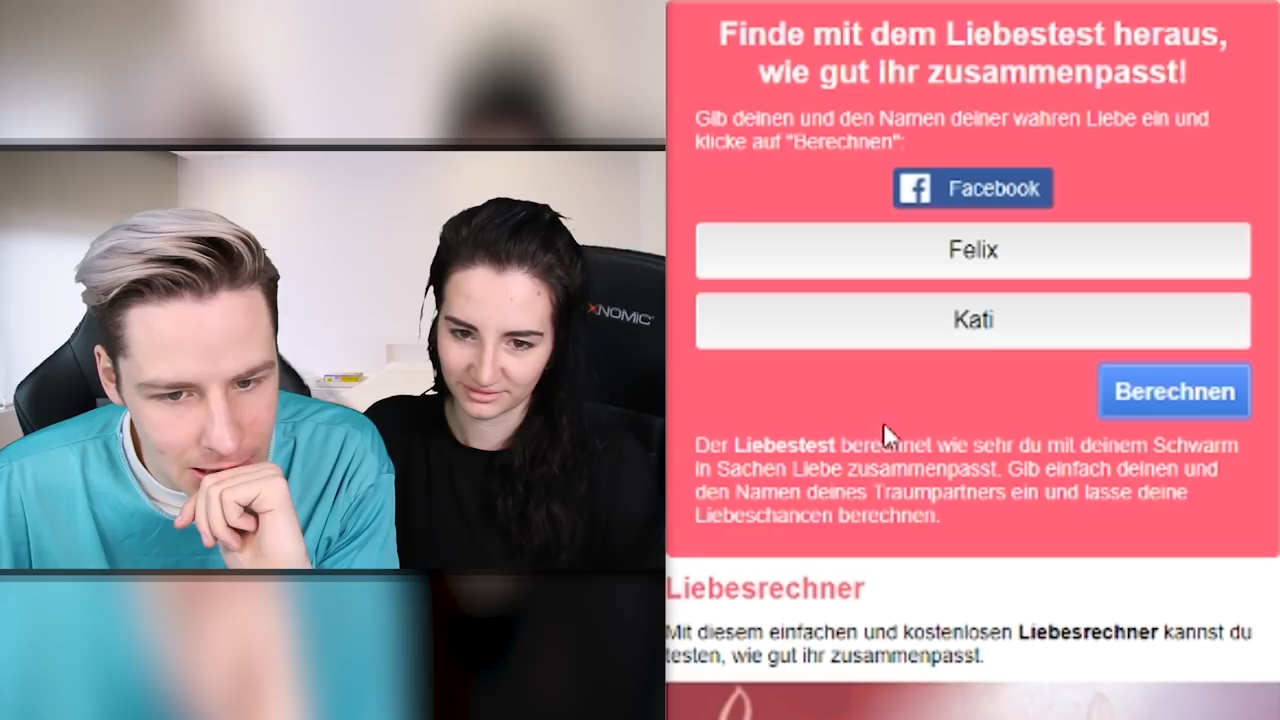 XNOMIC
Finde mit dem Liebestest heraus,
wie gut ihr zusammenpasst!
Gib deinen und den Namen deiner wahren Liebe ein und
klicke auf "Berechnen":
Facebook
Felix
Kati
Berechnen
Der Liebestest berechnet wie sehr du mit deinem Schwarm
in Sachen Liebe zusammenpasst. Gib einfach deinen und
den Namen deines Traumpartners ein und lasse deine
Liebeschancen berechnen.
Liebesrechner
Mit diesem einfachen und kostenlosen Liebesrechner kannst du
testen, wie gut ihr zusammenpasst.